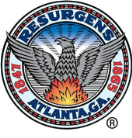 RESURGENS
1847
1865
ATLANTA, GA.
®